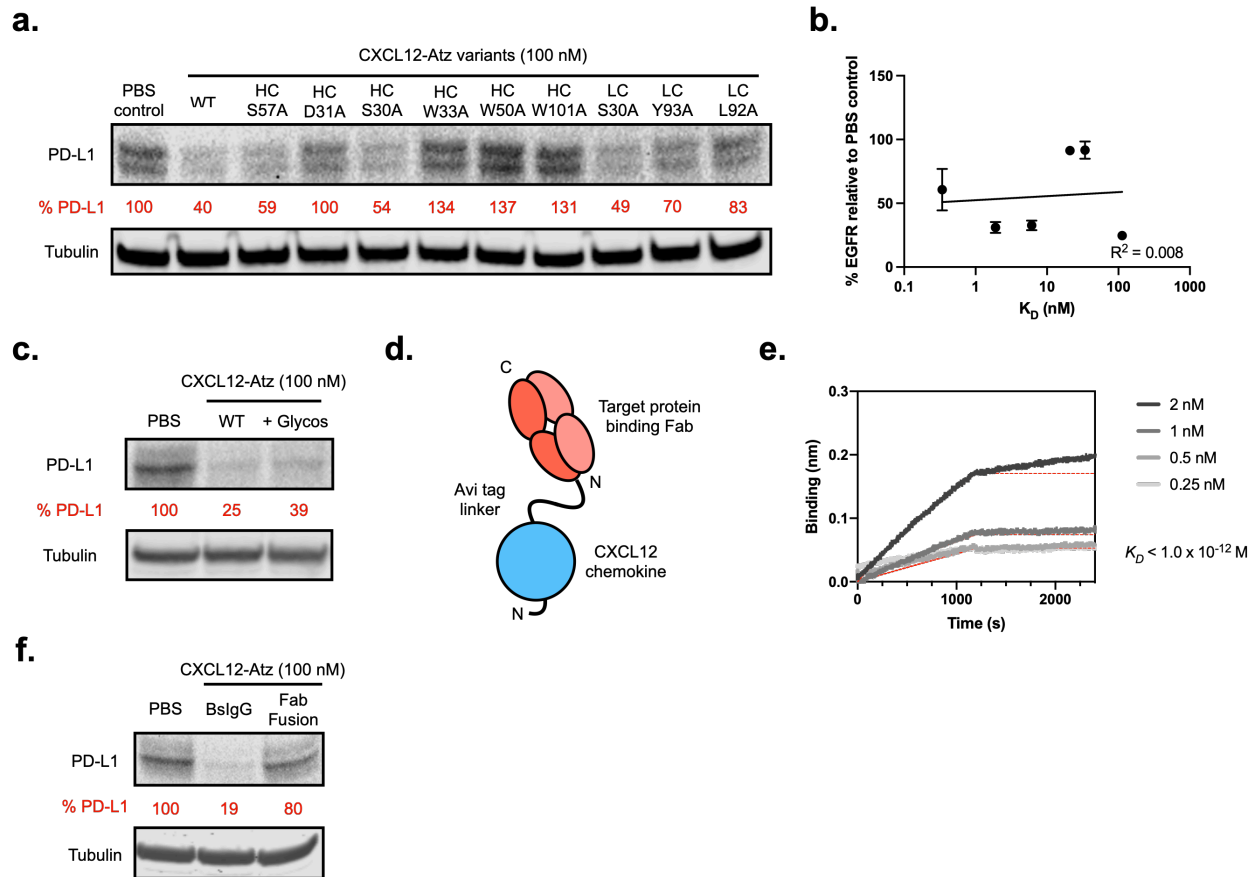 a.
CXCL12-Atz variants (100 nM)
PBS control
WT
HC S57A
HC D31A
HC S30A
HC W33A
HC W50A
HC W101A
LC S30A
LC Y93A
LC L92A
PD-L1
% PD-L1 100 40 59 100 54 134 137 131 49 70 83
Tubulin
b.
% EGFR relative to PBS control
150
100
50
0
0.1 1 10 100 1000
R² = 0.008
K_D (nM)
c.
CXCL12-Atz (100 nM)
PBS WT + Glycos
PD-L1
% PD-L1 100 25 39
Tubulin
d.
C
Target protein
binding Fab
N
Avi tag
linker
CXCL12
chemokine
N
e.
Binding (nm)
0.3
0.2
0.1
0.0
0 1000 2000
Time (s)
2 nM
1 nM
0.5 nM
0.25 nM
K_D < 1.0 x 10⁻¹² M
f.
CXCL12-Atz (100 nM)
PBS
BsIgG
Fab
Fusion
PD-L1
% PD-L1 100 19 80
Tubulin